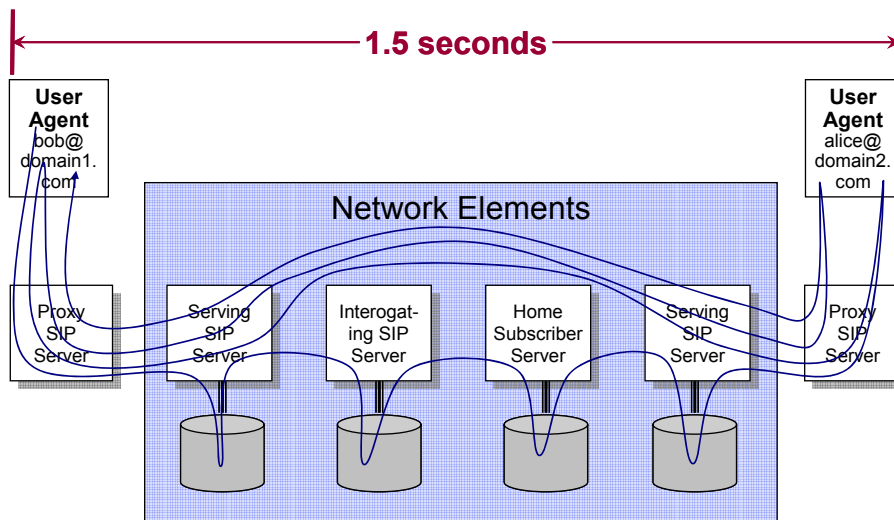 1.5 seconds
User
Agent
bob@
domain1.
com
User
Agent
alice@
domain2.
com
Network Elements
Proxy
SIP
Server
Serving
SIP
Server
Interogat-
ing SIP
Server
Home
Subscriber
Server
Serving
SIP
Server
Proxy
SIP
Server